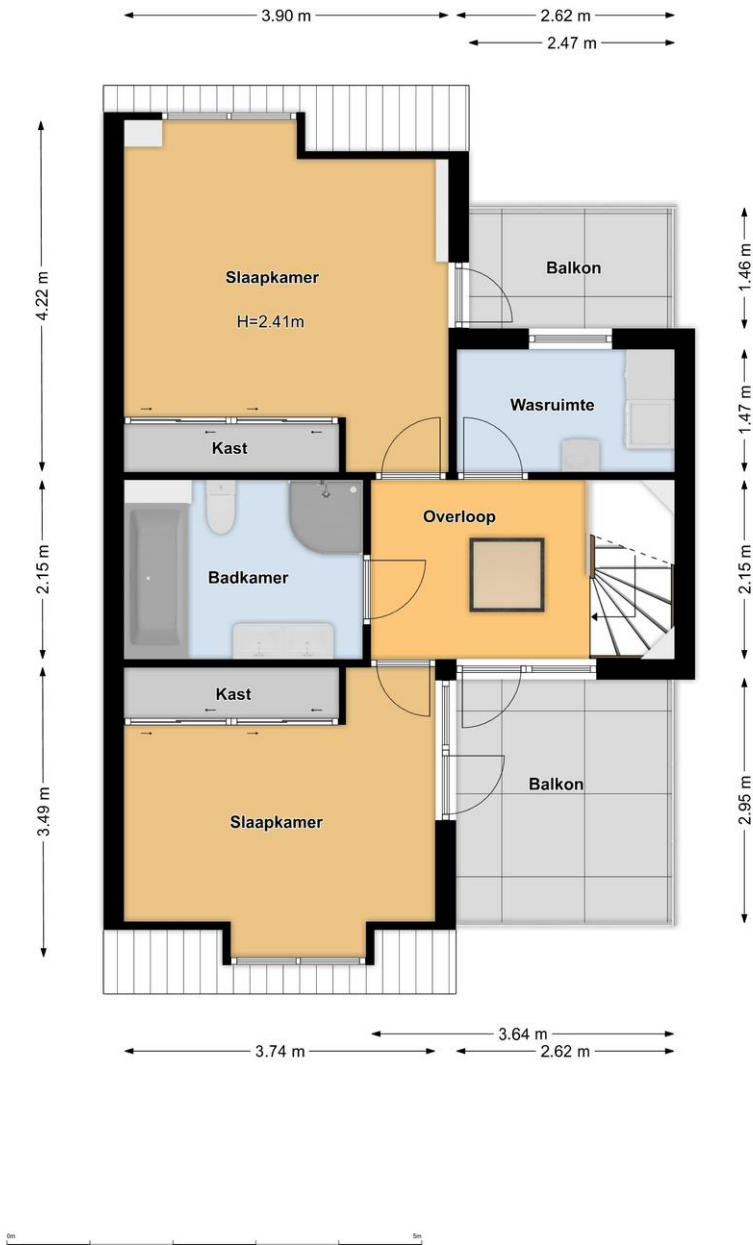 3.90 m
2.62 m
2.47 m
4.22 m
Slaapkamer
H=2.41m
Balkon
1.46 m
Wasruimte
1.47 m
Kast
Overloop
2.15 m
Badkamer
2.15 m
Kast
Slaapkamer
Balkon
3.49 m
2.95 m
3.64 m
3.74 m
2.62 m
0m
5m